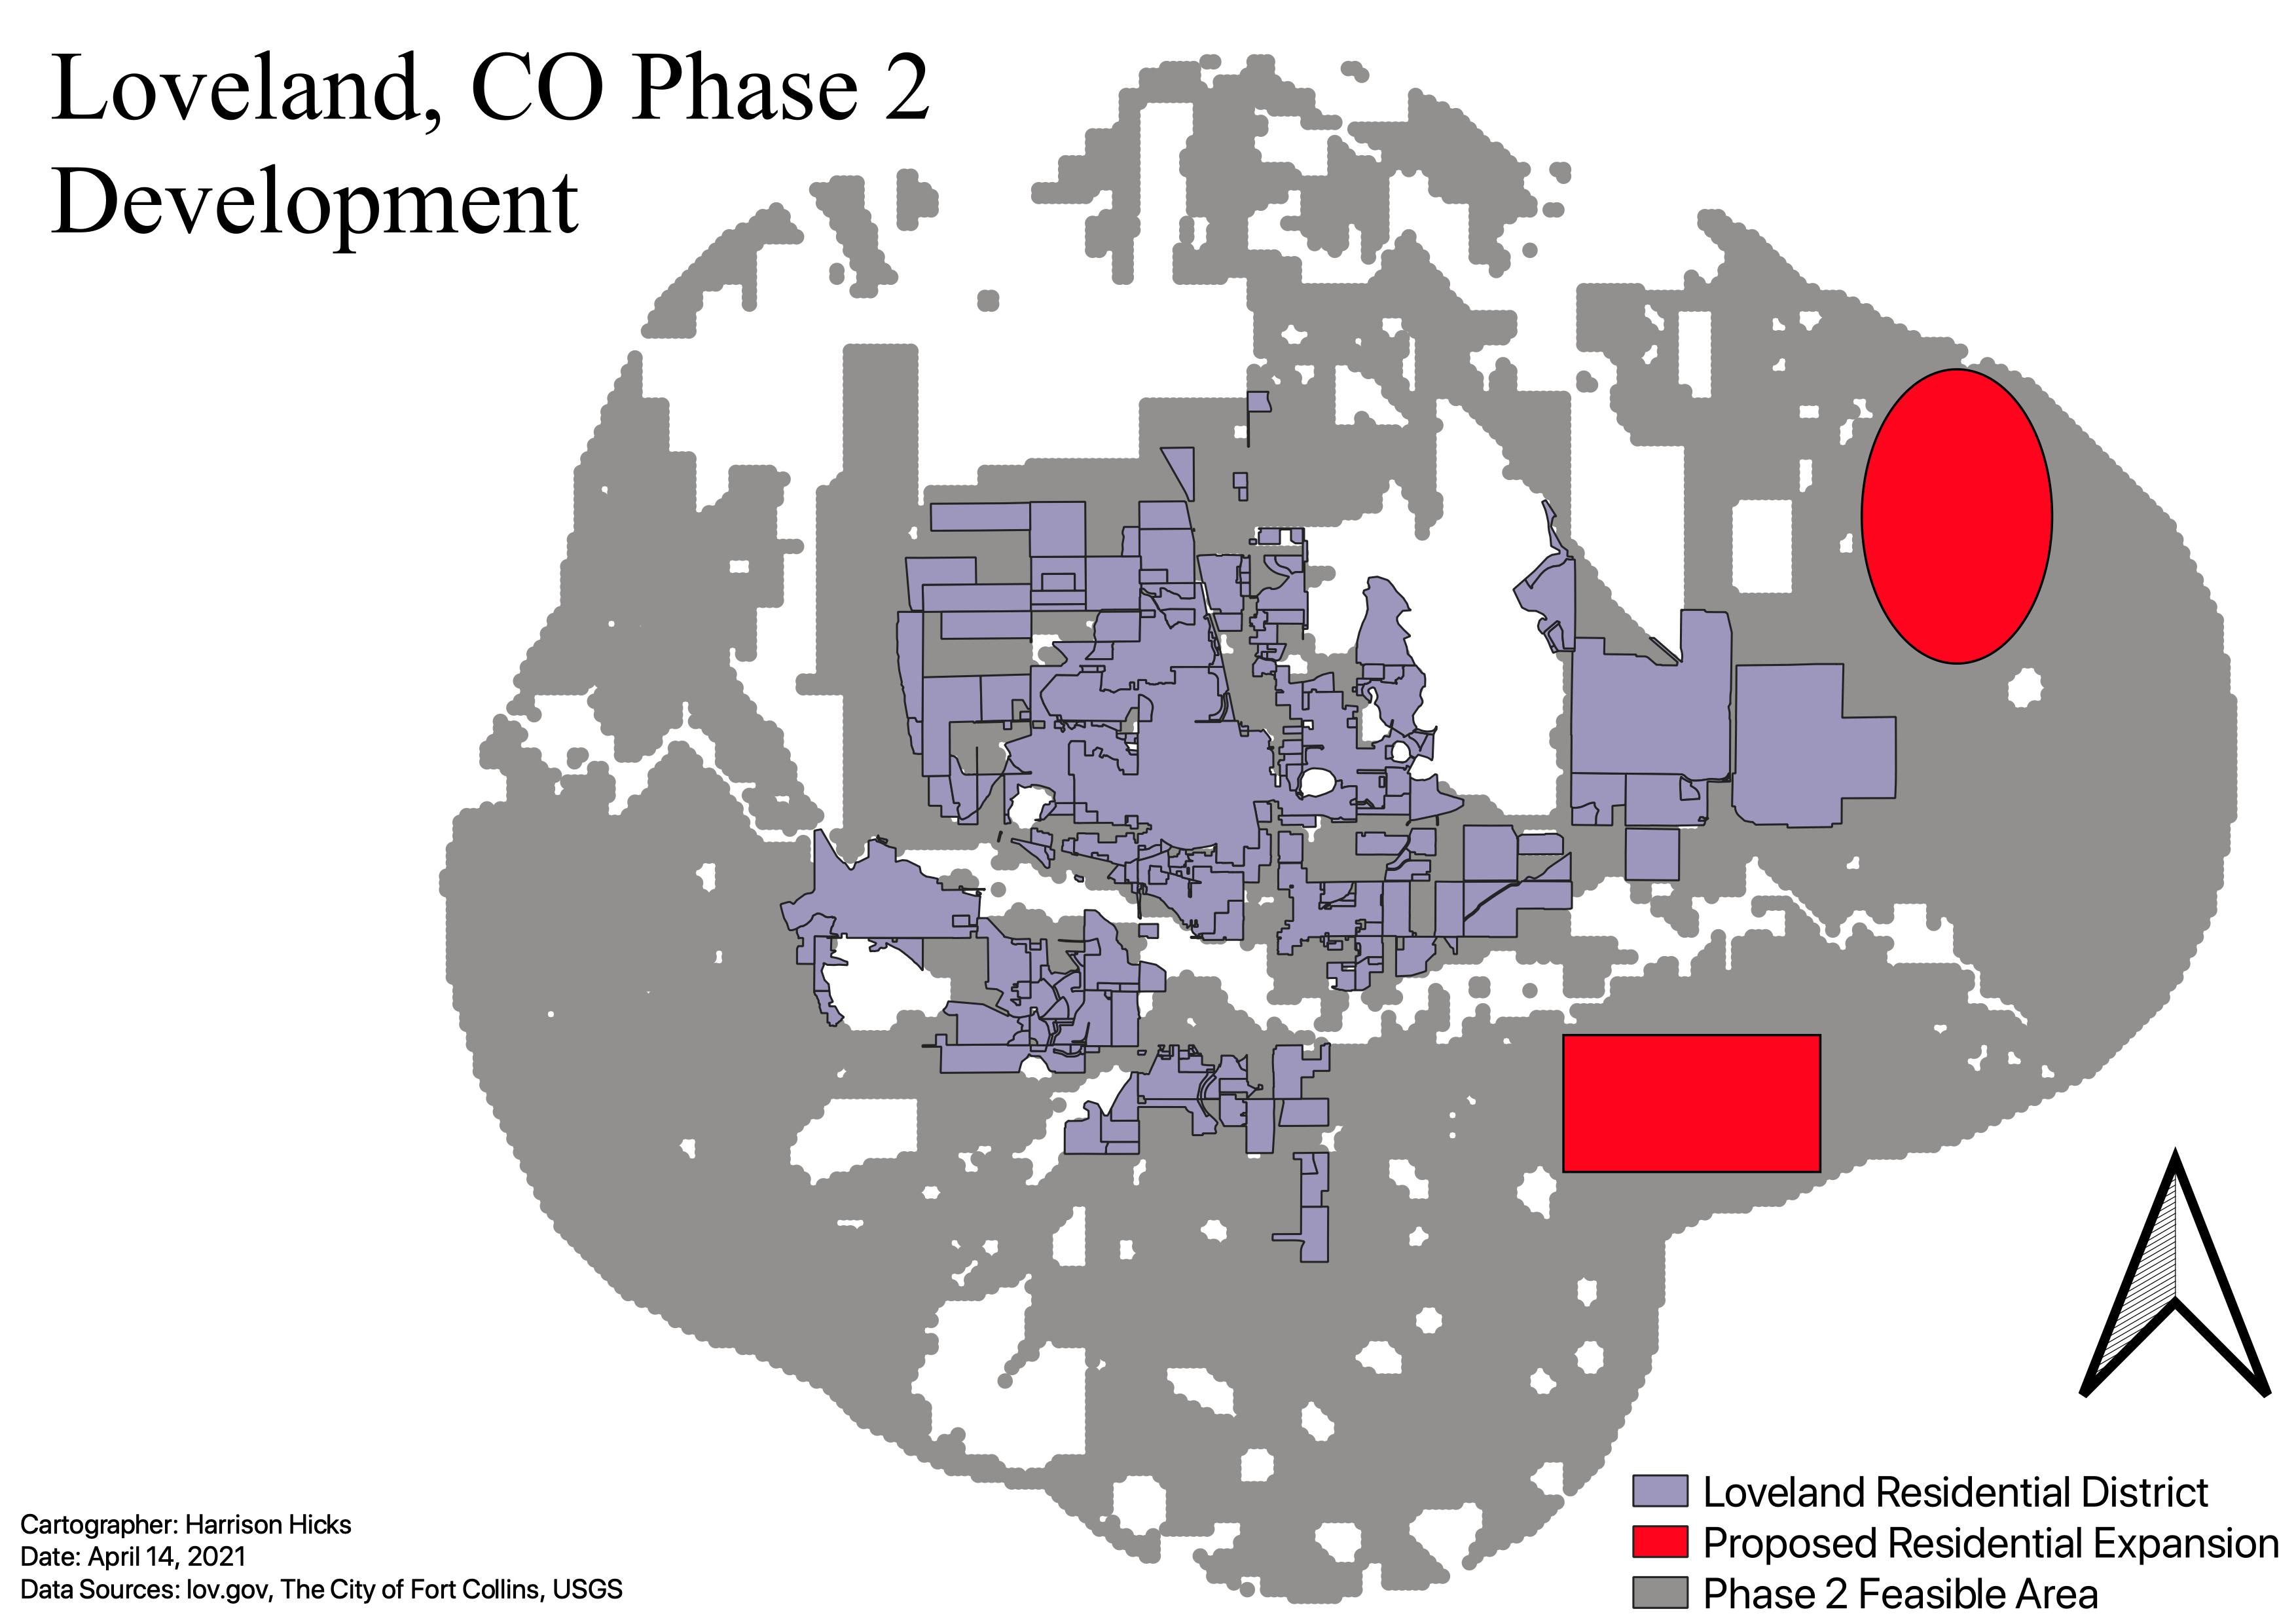 Loveland, CO Phase 2
Development
Cartographer: Harrison Hicks
Date: April 14, 2021
Data Sources: lov.gov, The City of Fort Collins, USGS
Loveland Residential District
Proposed Residential Expansion
Phase 2 Feasible Area